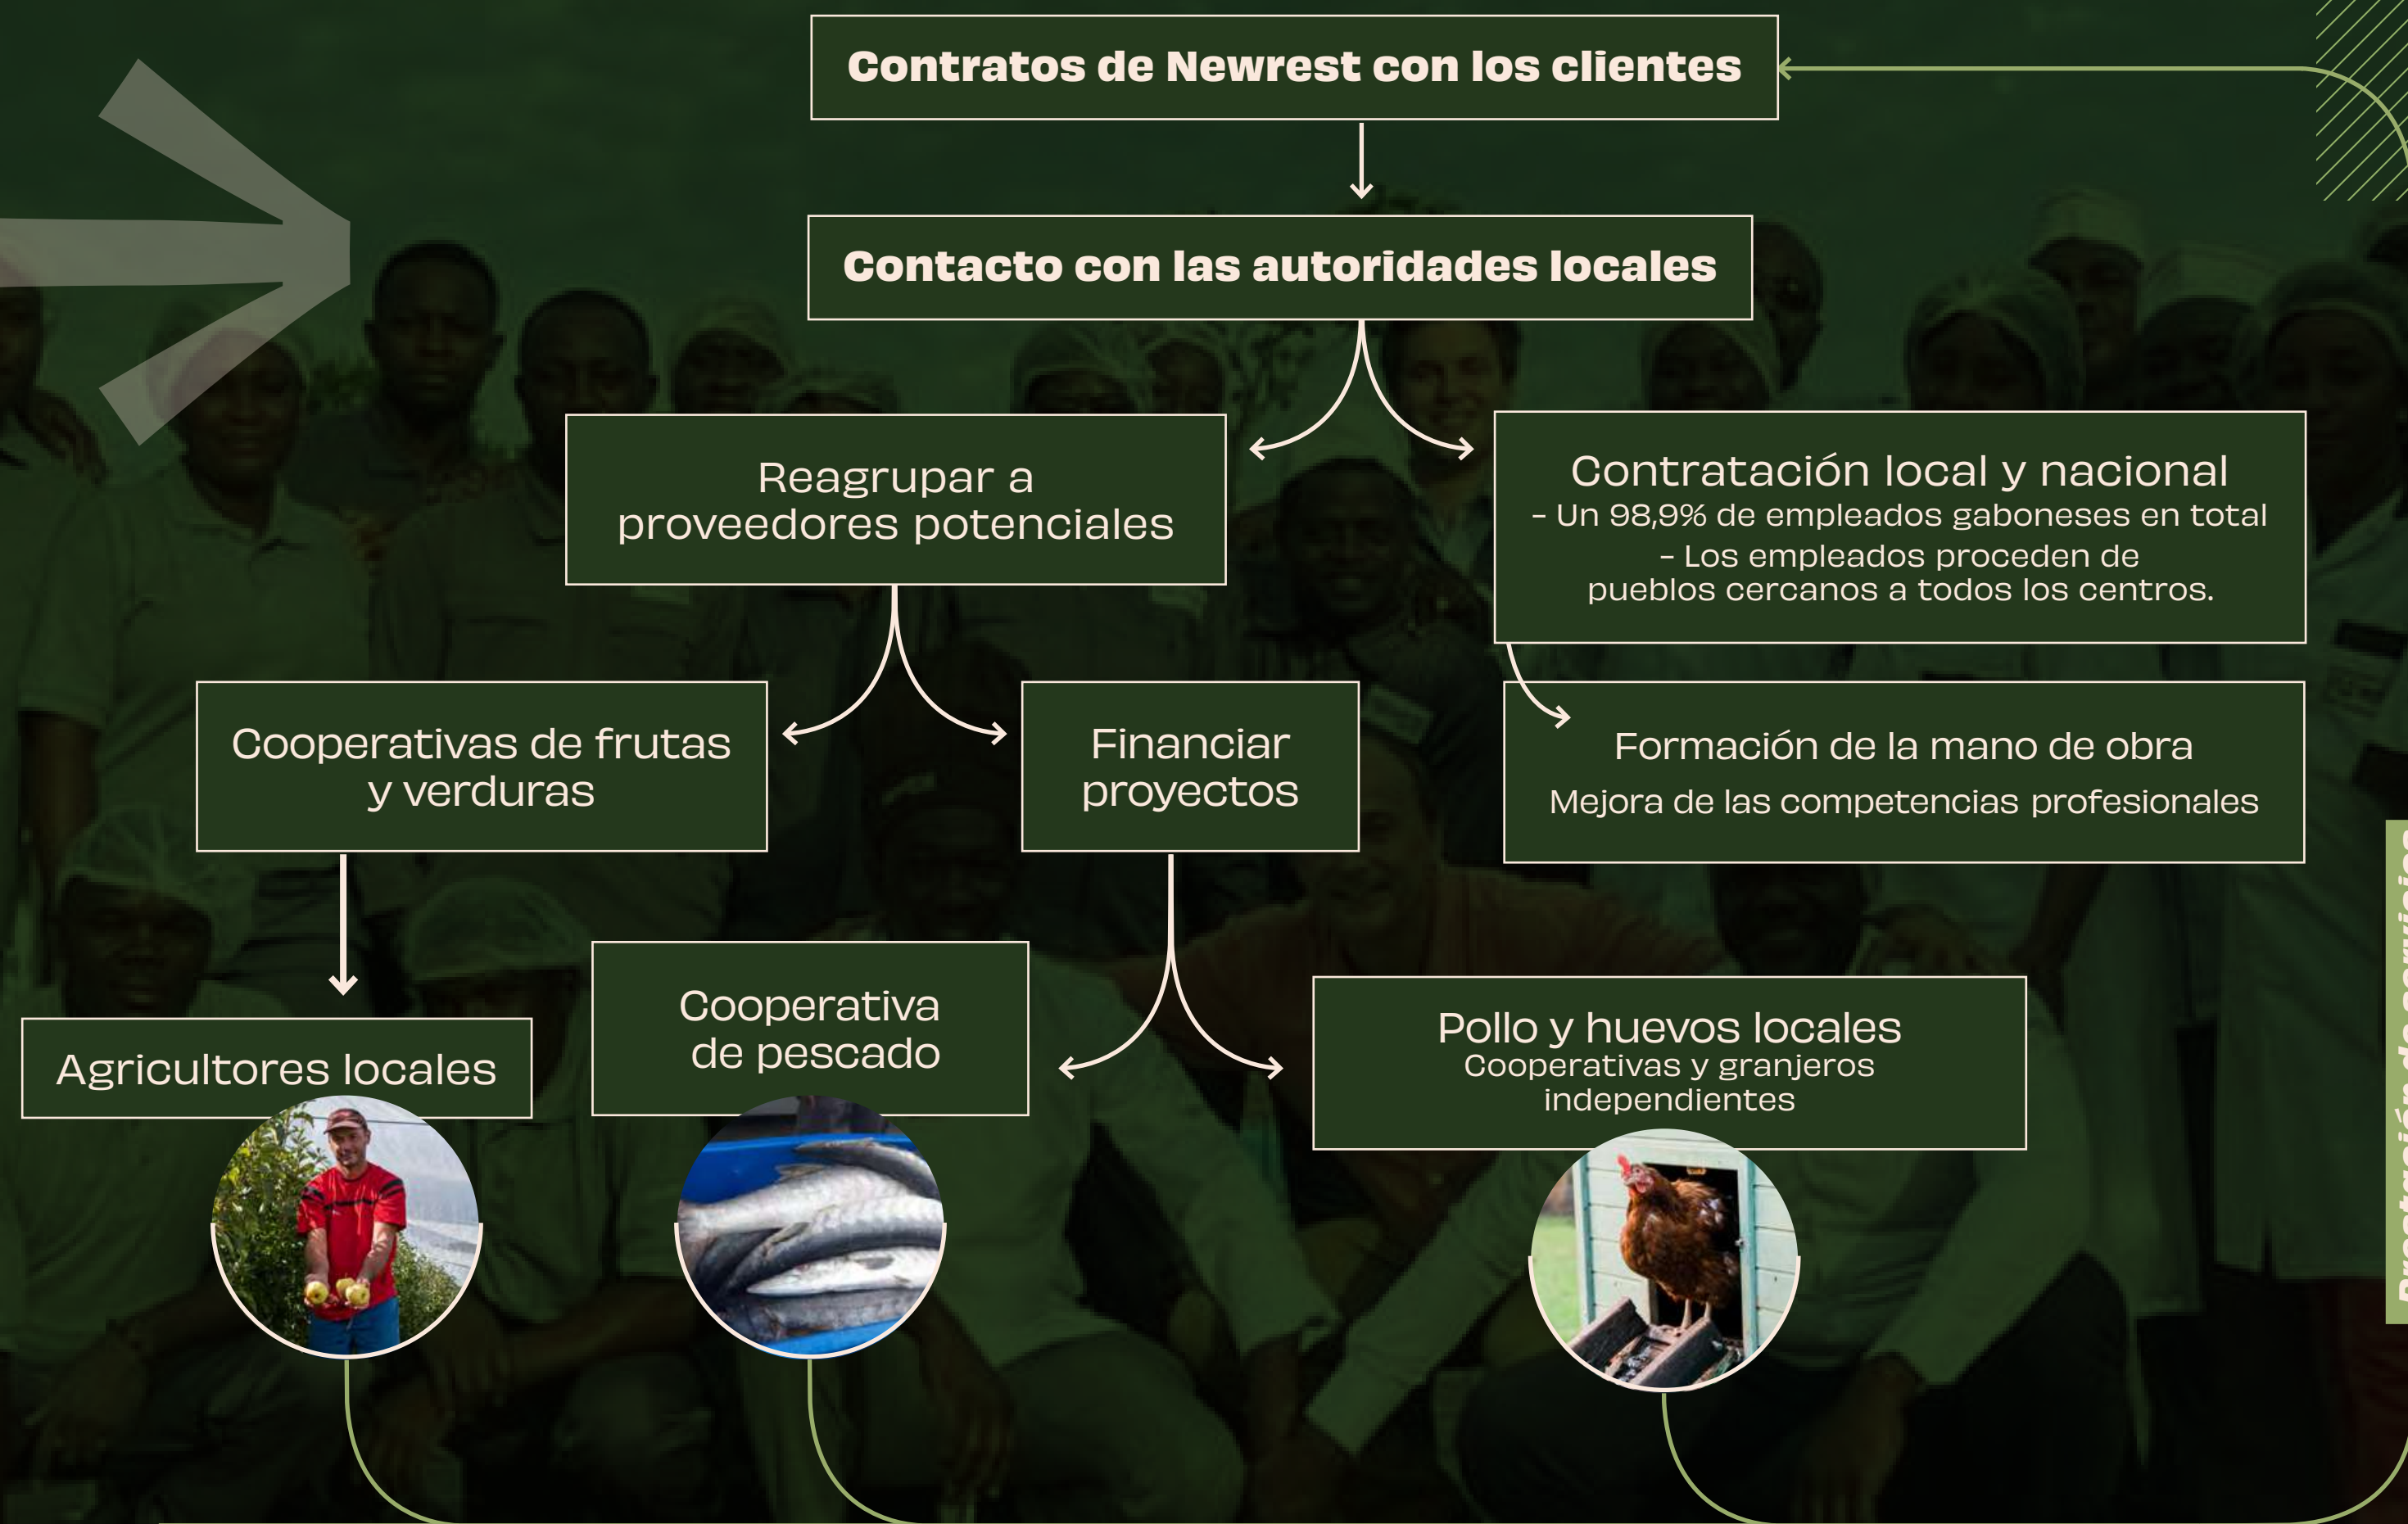 Contratos de Newrest con los clientes
Contacto con las autoridades locales
Reagrupar a
proveedores potenciales
Contratación local y nacional
- Un 98,9% de empleados gaboneses en total
- Los empleados proceden de
pueblos cercanos a todos los centros.
Cooperativas de frutas
y verduras
Financiar
proyectos
Formación de la mano de obra
Mejora de las competencias profesionales
Agricultores locales
Cooperativa
de pescado
Pollo y huevos locales
Cooperativas y granjeros
independientes